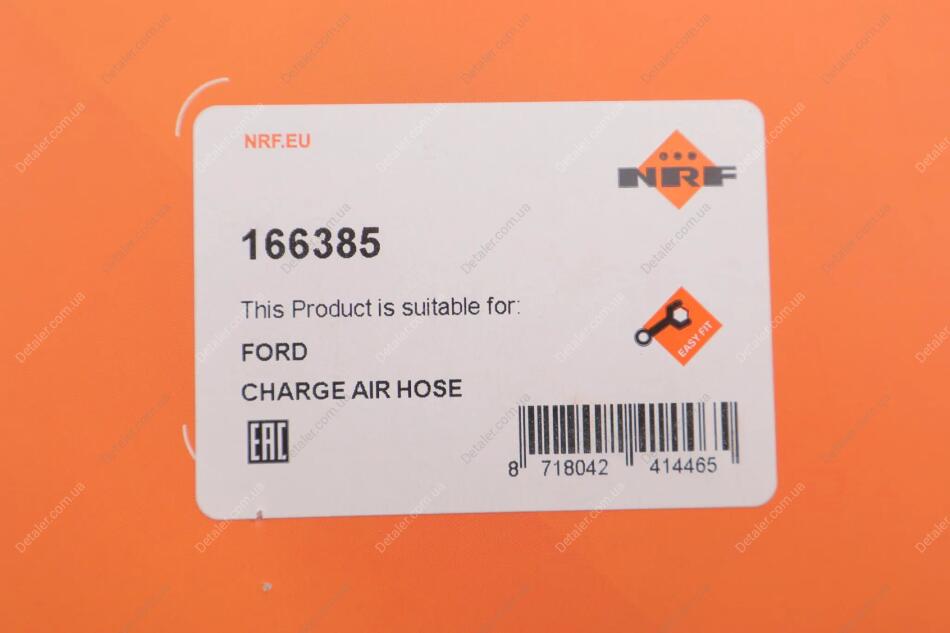 NRF.EU
NRF
166385
This Product is suitable for:
EASY FIT
FORD
CHARGE AIR HOSE
EAC
8 718042 414465
Detaler.com.ua